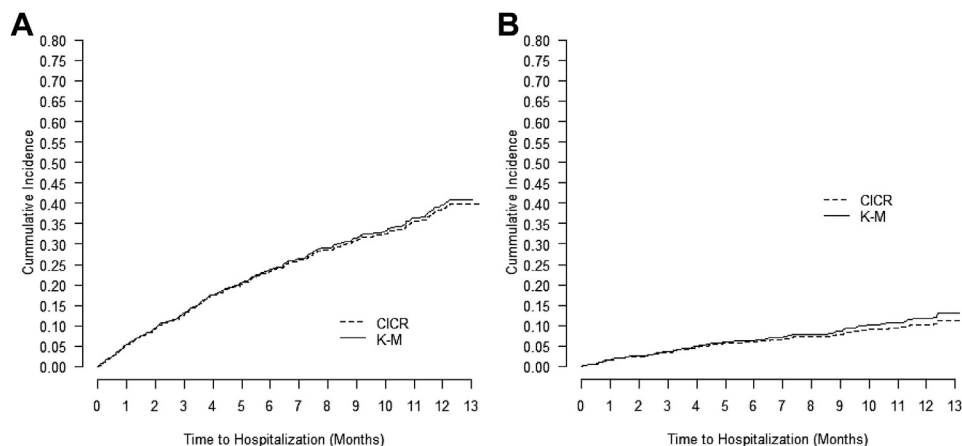 A
0.80
0.75
0.70
0.65
0.60
0.55
0.50
0.45
0.40
0.35
0.30
0.25
0.20
0.15
0.10
0.05
0.00
Cummulative Incidence
CICR
K-M
0 1 2 3 4 5 6 7 8 9 10 11 12 13
Time to Hospitalization (Months)
B
0.80
0.75
0.70
0.65
0.60
0.55
0.50
0.45
0.40
0.35
0.30
0.25
0.20
0.15
0.10
0.05
0.00
Cummulative Incidence
CICR
K-M
0 1 2 3 4 5 6 7 8 9 10 11 12 13
Time to Hospitalization (Months)